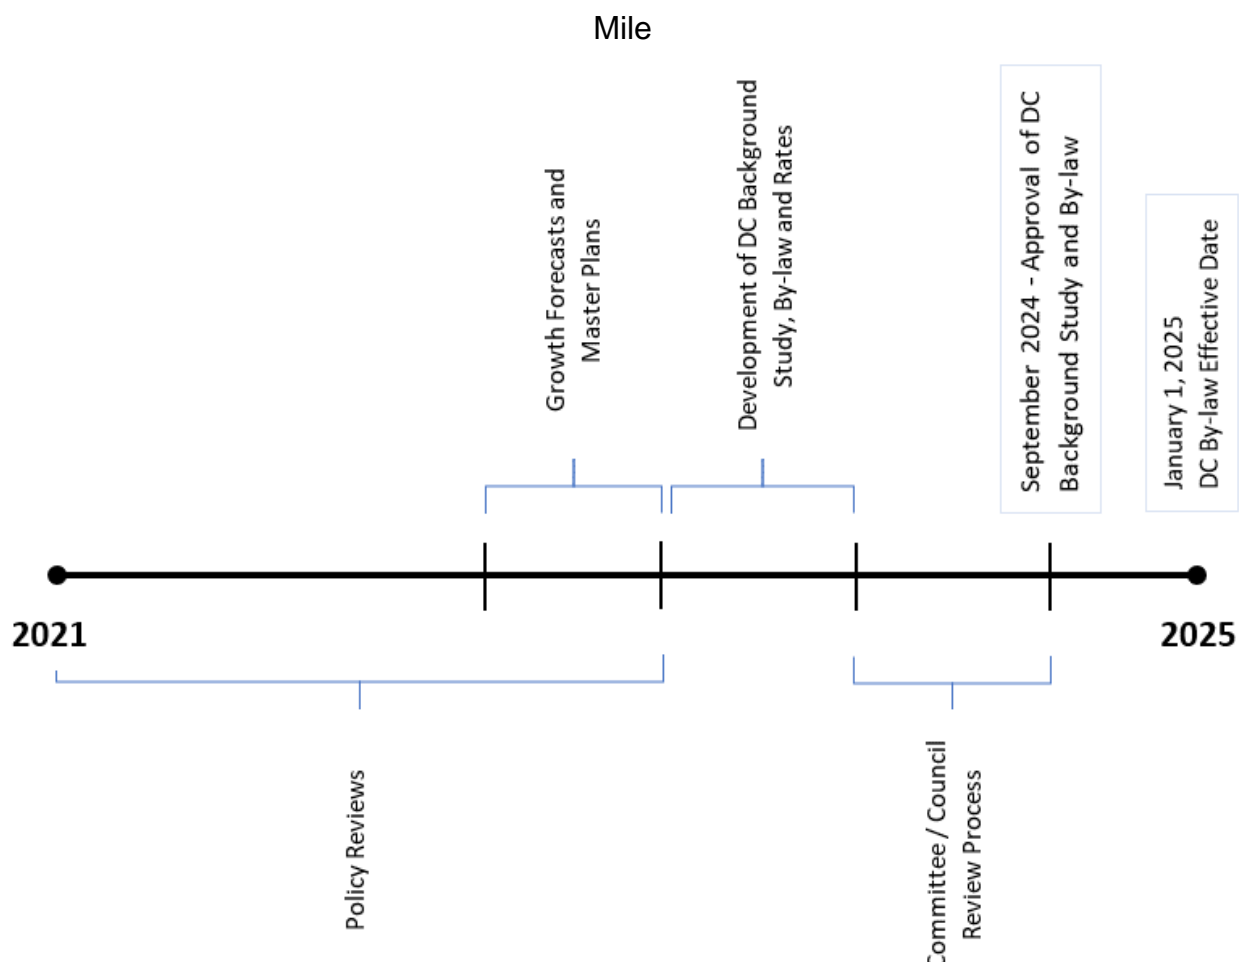 Mile
Growth Forecasts and
Master Plans
Development of DC Background
Study, By-law and Rates
September 2024 - Approval of DC
Background Study and By-law
January 1, 2025
DC By-law Effective Date
2021
2025
Policy Reviews
Committee / Council
Review Process